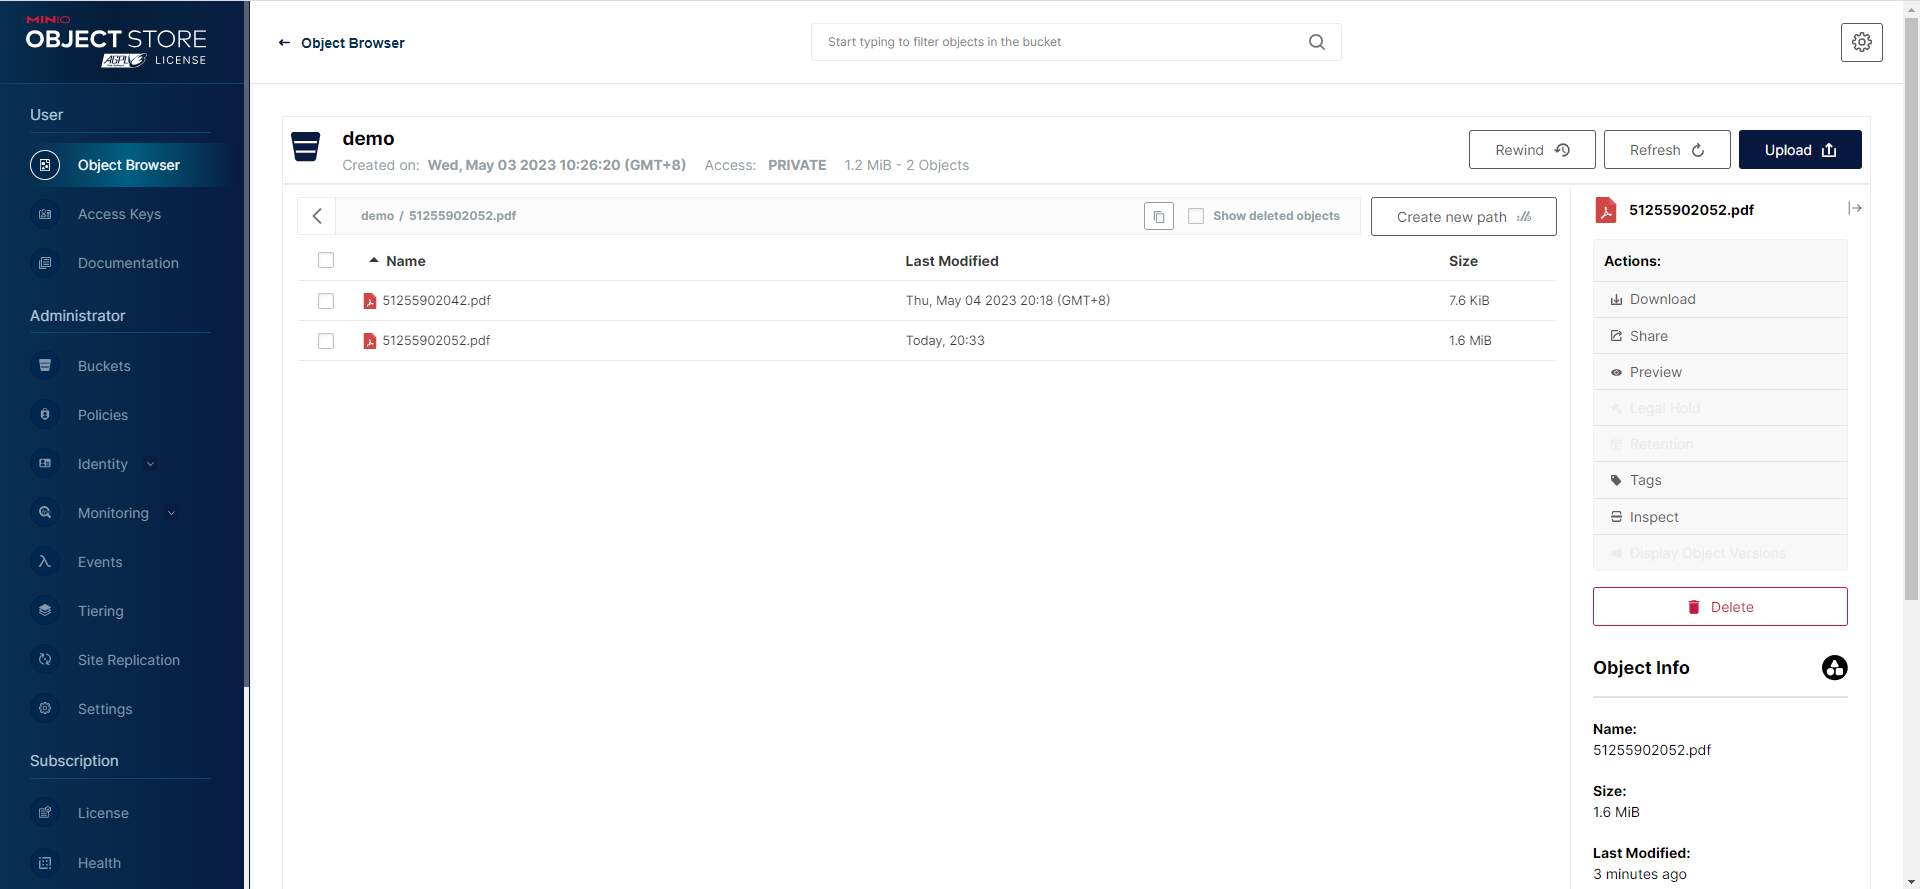 MINIO
OBJECT STORE
AGPLv3 LICENSE
User
Object Browser
Access Keys
Documentation
Administrator
Buckets
Policies
Identity
Monitoring
Events
Tiering
Site Replication
Settings
Subscription
License
Health
Object Browser
Start typing to filter objects in the bucket
demo
Created on: Wed, May 03 2023 10:26:20 (GMT+8) Access: PRIVATE 1.2 MiB - 2 Objects
Rewind
Refresh
Upload
demo / 51255902052.pdf
Show deleted objects
Create new path
Name Last Modified Size
51255902042.pdf Thu, May 04 2023 20:18 (GMT+8) 7.6 KiB
51255902052.pdf Today, 20:33 1.6 MiB
51255902052.pdf
Actions:
Download
Share
Preview
Legal Hold
Retention
Tags
Inspect
Display Object Versions
Delete
Object Info
Name:
51255902052.pdf
Size:
1.6 MiB
Last Modified:
3 minutes ago